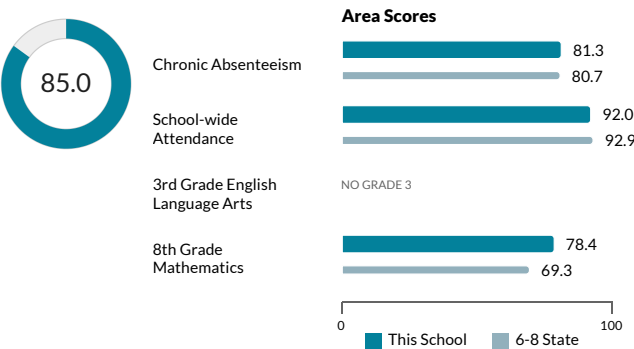 Area Scores
85.0
Chronic Absenteeism
81.3
80.7
School-wide
Attendance
92.0
92.9
3rd Grade English
Language Arts
NO GRADE 3
8th Grade
Mathematics
78.4
69.3
0
100
This School
6-8 State